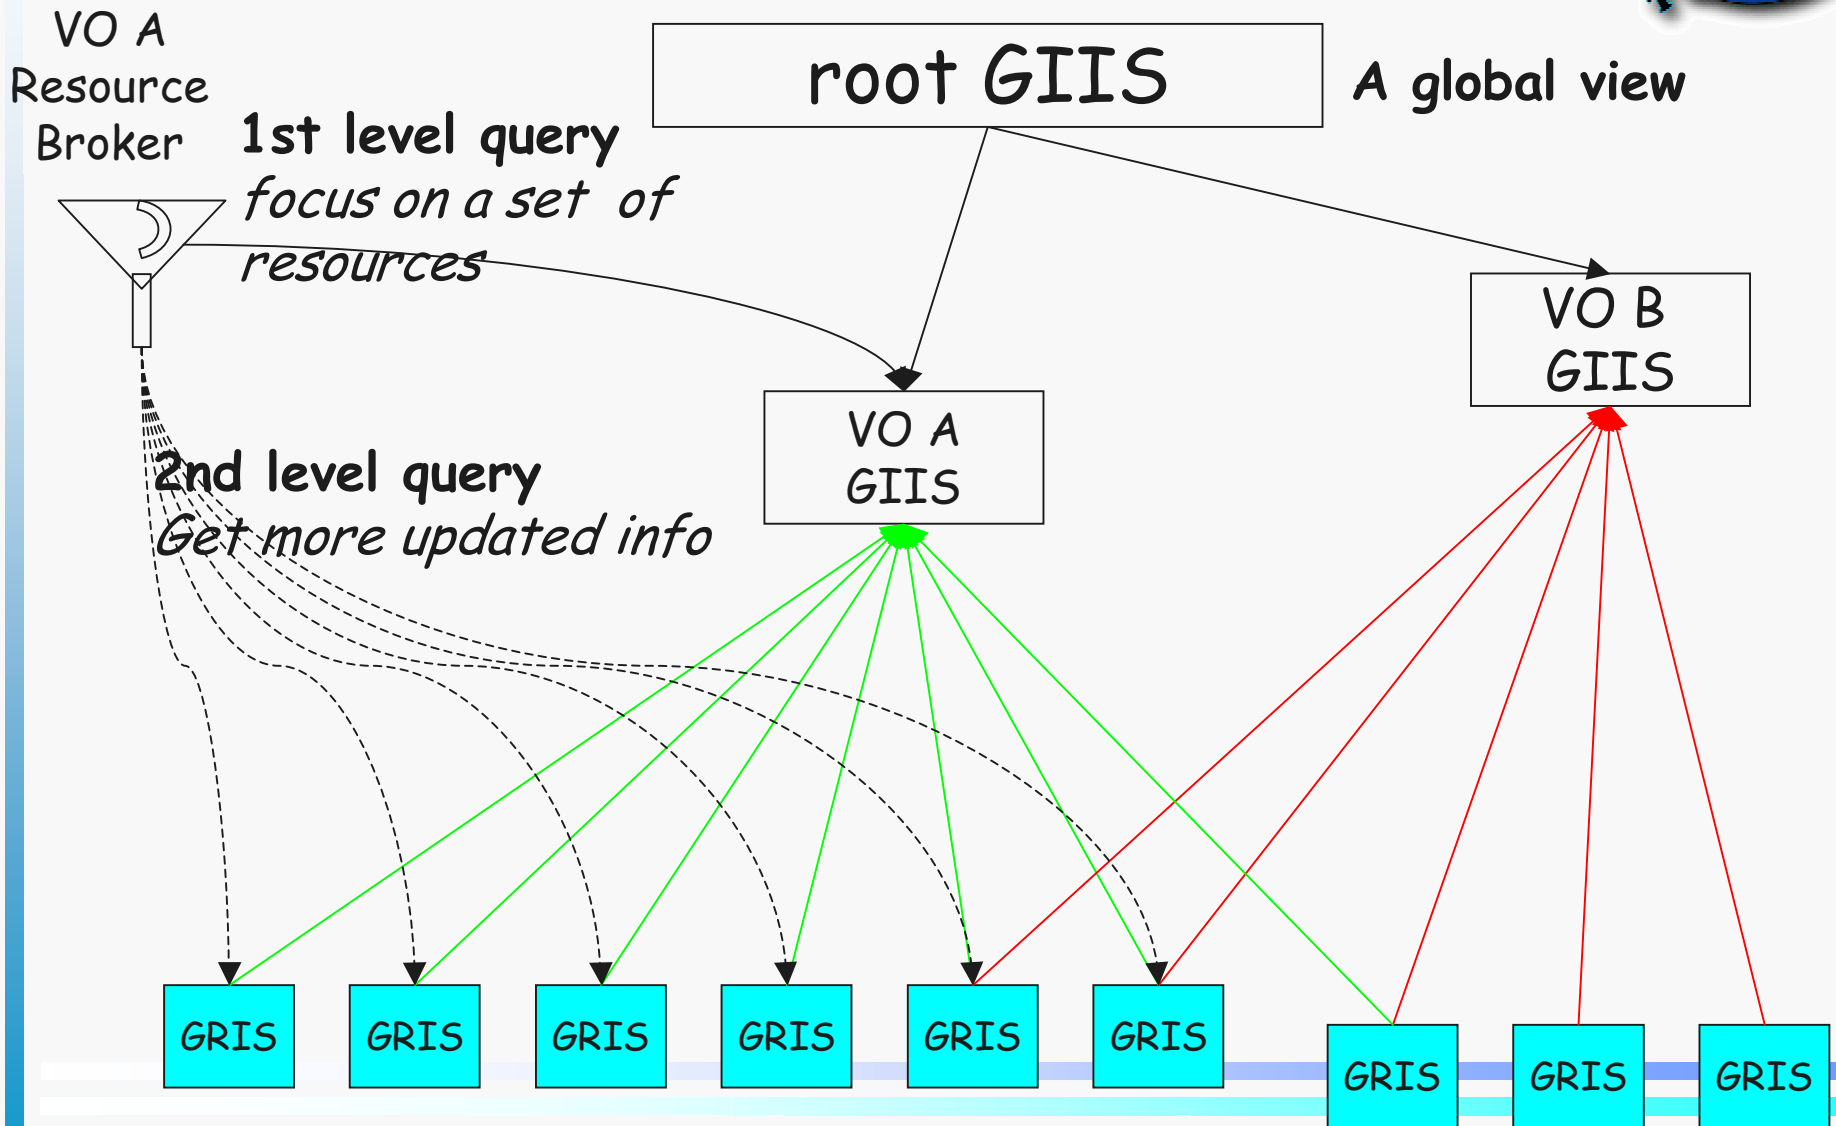 VO A
Resource
Broker
root GIIS
A global view
1st level query
focus on a set of
resources
VO B
GIIS
VO A
GIIS
2nd level query
Get more updated info
GRIS
GRIS
GRIS
GRIS
GRIS
GRIS
GRIS
GRIS
GRIS